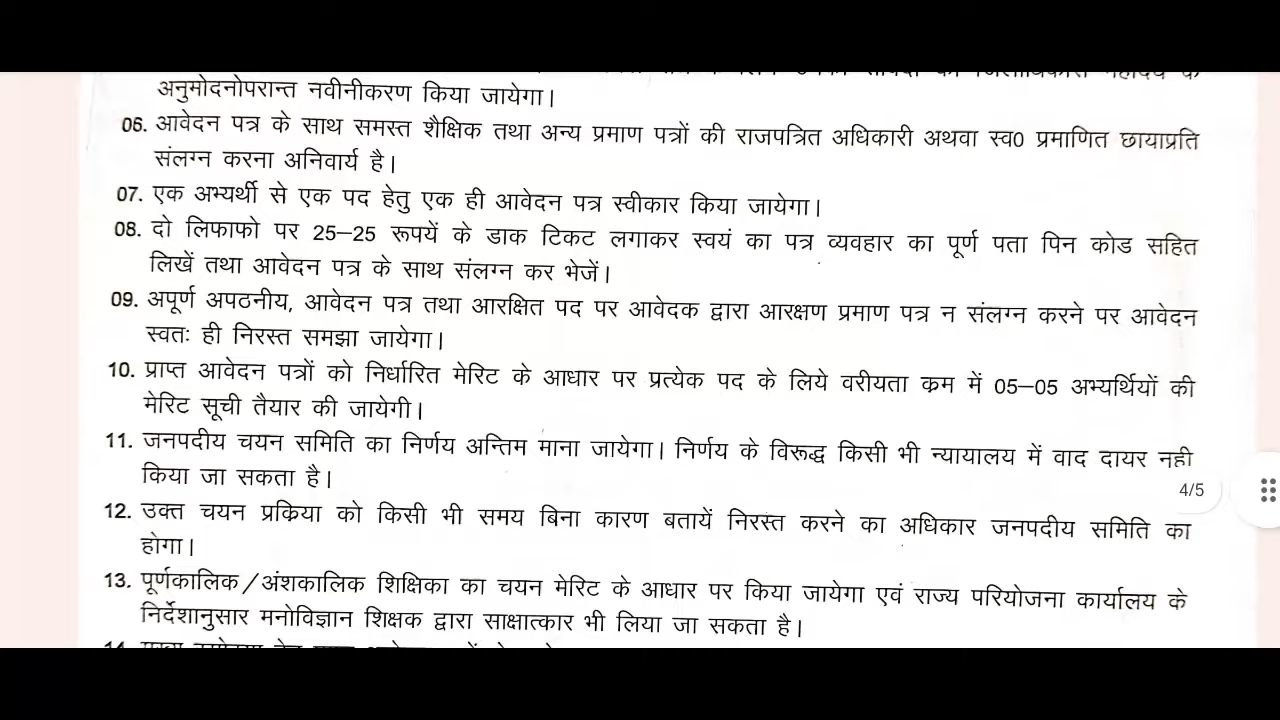 अनुमोदनोपरान्त नवीनीकरण किया जायेगा।
06. आवेदन पत्र के साथ समस्त शैक्षिक तथा अन्य प्रमाण पत्रों की राजपत्रित अधिकारी अथवा स्व0 प्रमाणित छायाप्रति
संलग्न करना अनिवार्य है।
07. एक अभ्यर्थी से एक पद हेतु एक ही आवेदन पत्र स्वीकार किया जायेगा।
08. दो लिफाफो पर 25–25 रूपयें के डाक टिकट लगाकर स्वयं का पत्र व्यवहार का पूर्ण पता पिन कोड सहित
लिखें तथा आवेदन पत्र के साथ संलग्न कर भेजें।
09. अपूर्ण अपठनीय, आवेदन पत्र तथा आरक्षित पद पर आवेदक द्वारा आरक्षण प्रमाण पत्र न संलग्न करने पर आवेदन
स्वतः ही निरस्त समझा जायेगा।
10. प्राप्त आवेदन पत्रों को निर्धारित मेरिट के आधार पर प्रत्येक पद के लिये वरीयता क्रम में 05–05 अभ्यर्थियों की
मेरिट सूची तैयार की जायेगी।
11. जनपदीय चयन समिति का निर्णय अन्तिम माना जायेगा। निर्णय के विरूद्ध किसी भी न्यायालय में वाद दायर नही
किया जा सकता है।
4/5
12. उक्त चयन प्रक्रिया को किसी भी समय बिना कारण बतायें निरस्त करने का अधिकार जनपदीय समिति का
होगा।
13. पूर्णकालिक/अंशकालिक शिक्षिका का चयन मेरिट के आधार पर किया जायेगा एवं राज्य परियोजना कार्यालय के
निर्देशानुसार मनोविज्ञान शिक्षक द्वारा साक्षात्कार भी लिया जा सकता है।